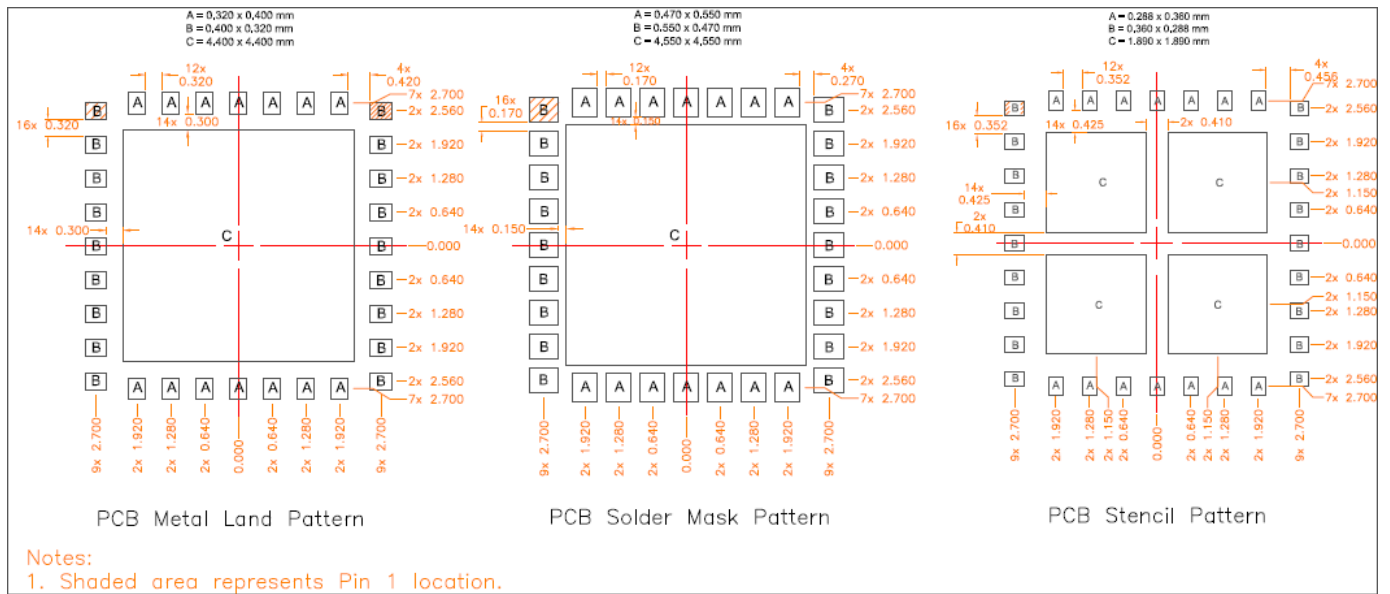 A = 0.320 x 0.400 mm
B = 0.400 x 0.320 mm
C = 4.400 x 4.400 mm
12x
0.320
4x
0.420
B A A A A A A A B
7x 2.700
2x 2.560
16x 0.320
14x 0.300
B B 2x 1.920
B B 2x 1.280
B B 2x 0.640
14x 0.300
C
B B 0.000
B B 2x 0.640
B B 2x 1.280
B B 2x 1.920
B A A A A A A A B
2x 2.560
7x 2.700
9x 2.700
2x 1.920
2x 1.280
2x 0.640
0.000
2x 0.640
2x 1.280
2x 1.920
9x 2.700
PCB Metal Land Pattern
A = 0.470 x 0.550 mm
B = 0.550 x 0.470 mm
C = 4.550 x 4.550 mm
12x
0.170
4x
0.270
16x
0.170
B A A A A A A A B
7x 2.700
2x 2.560
14x 0.150
B B 2x 1.920
B B 2x 1.280
B B 2x 0.640
14x 0.150
C
B B 0.000
B B 2x 0.640
B B 2x 1.280
B B 2x 1.920
B A A A A A A A B
2x 2.560
7x 2.700
9x 2.700
2x 1.920
2x 1.280
2x 0.640
0.000
2x 0.640
2x 1.280
2x 1.920
9x 2.700
PCB Solder Mask Pattern
A = 0.288 x 0.360 mm
B = 0.360 x 0.288 mm
C = 1.890 x 1.890 mm
12x
0.352
4x
0.456
B A A A A A A A B
7x 2.700
2x 2.560
16x
0.352
14x 0.425
2x 0.410
B B 2x 1.920
B C C B 2x 1.280
2x 1.150
14x
0.425
B B 2x 0.640
2x
0.410
B B 0.000
B B 2x 0.640
2x 1.150
B C C B 2x 1.280
B B 2x 1.920
B A A A A A A A B
2x 2.560
7x 2.700
9x 2.700
2x 1.920
2x 1.280
2x 1.150
2x 0.640
0.000
2x 0.640
2x 1.150
2x 1.280
2x 1.920
9x 2.700
PCB Stencil Pattern
Notes:
1. Shaded area represents Pin 1 location.